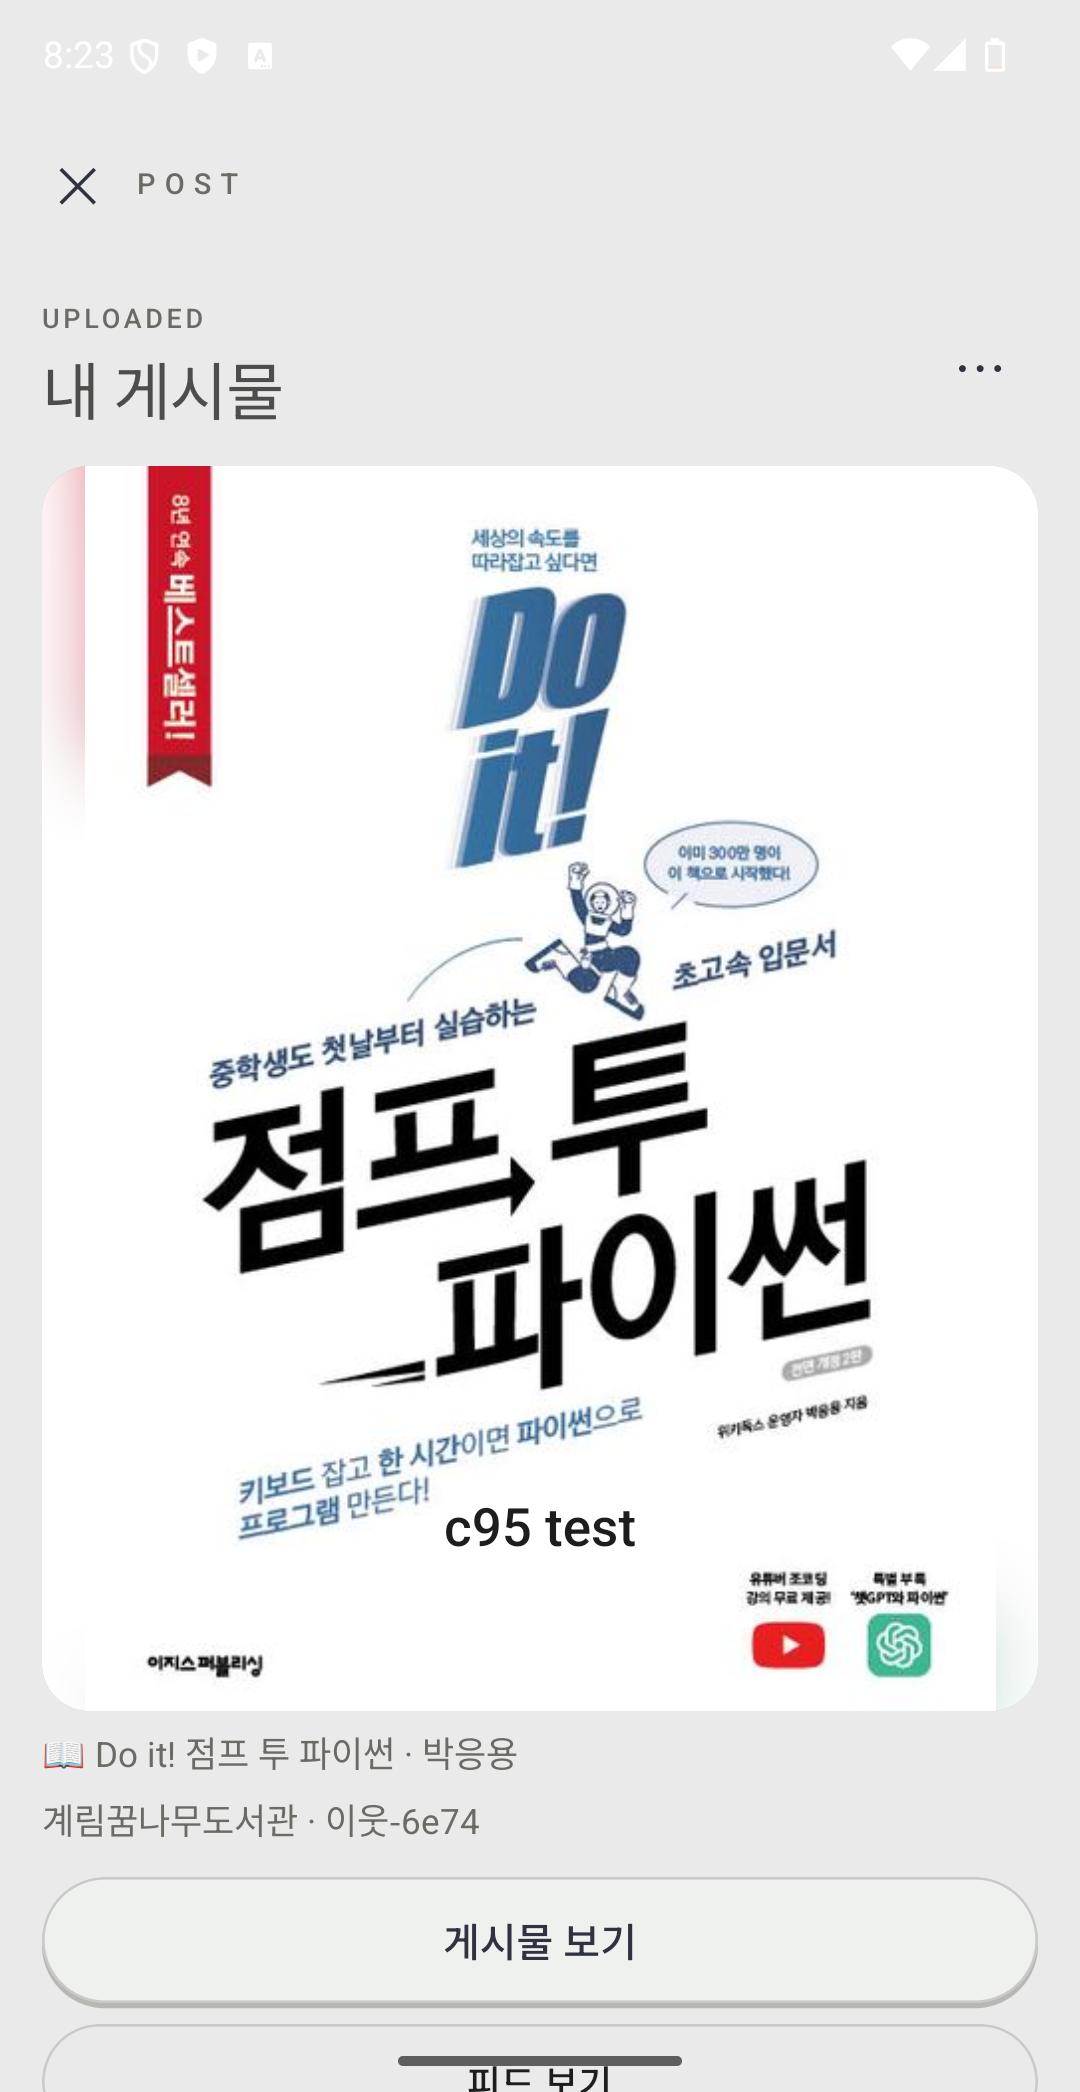 8:23
POST
UPLOADED
내 게시물
8년 연속 베스트셀러!
세상의 속도를
따라잡고 싶다면
Do
it!
이미 300만 명이
이 책으로 시작했다!
초고속 입문서
중학생도 첫날부터 실습하는
점프 투
파이썬
전면 개정 2판
위키독스 운영자 박응용 지음
키보드 잡고 한 시간이면 파이썬으로
프로그램 만든다!
c95 test
유튜버 조코딩
강의 무료 제공!
특별 부록
'챗GPT와 파이썬'
이지스퍼블리싱
📖 Do it! 점프 투 파이썬 · 박응용
계림꿈나무도서관 · 이웃-6e74
게시물 보기
피드 보기